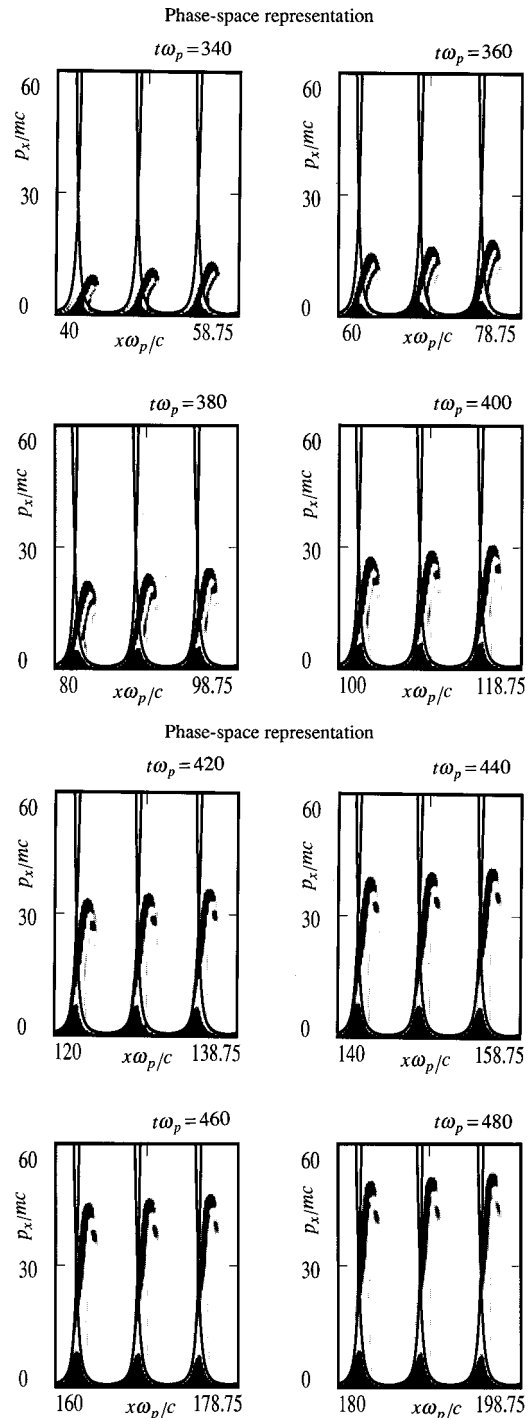 Phase-space representation
tω_p=340
60
p_x/mc
30
0
40
xω_p/c
58.75
tω_p=360
60
p_x/mc
30
0
60
xω_p/c
78.75
tω_p=380
60
p_x/mc
30
0
80
xω_p/c
98.75
tω_p=400
60
p_x/mc
30
0
100
xω_p/c
118.75
Phase-space representation
tω_p=420
60
p_x/mc
30
0
120
xω_p/c
138.75
tω_p=440
60
p_x/mc
30
0
140
xω_p/c
158.75
tω_p=460
60
p_x/mc
30
0
160
xω_p/c
178.75
tω_p=480
60
p_x/mc
30
0
180
xω_p/c
198.75